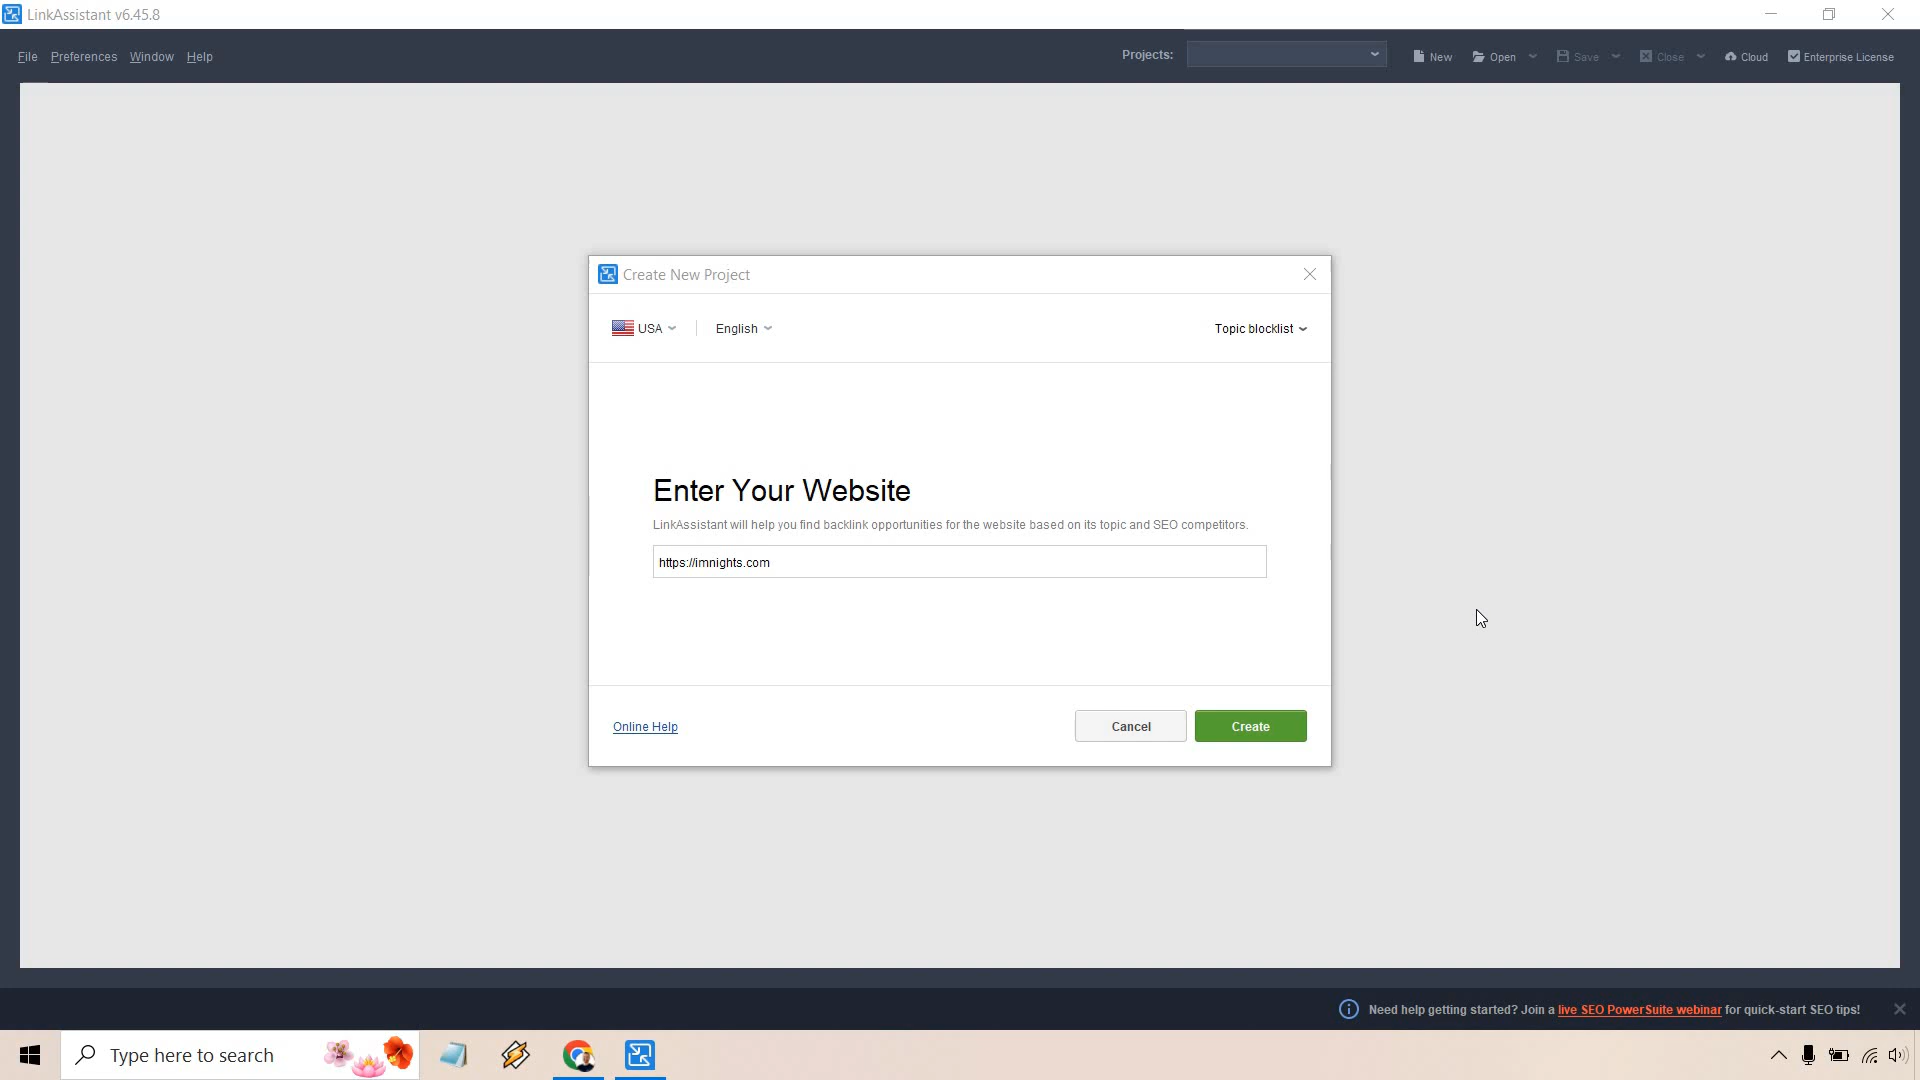 LinkAssistant v6.45.8
File Preferences Window Help Projects: New Open Save Close Cloud Enterprise License
Create New Project
USA English Topic blocklist
Enter Your Website
LinkAssistant will help you find backlink opportunities for the website based on its topic and SEO competitors.
https://imnights.com
Online Help Cancel Create
Need help getting started? Join a live SEO PowerSuite webinar for quick-start SEO tips!
Type here to search